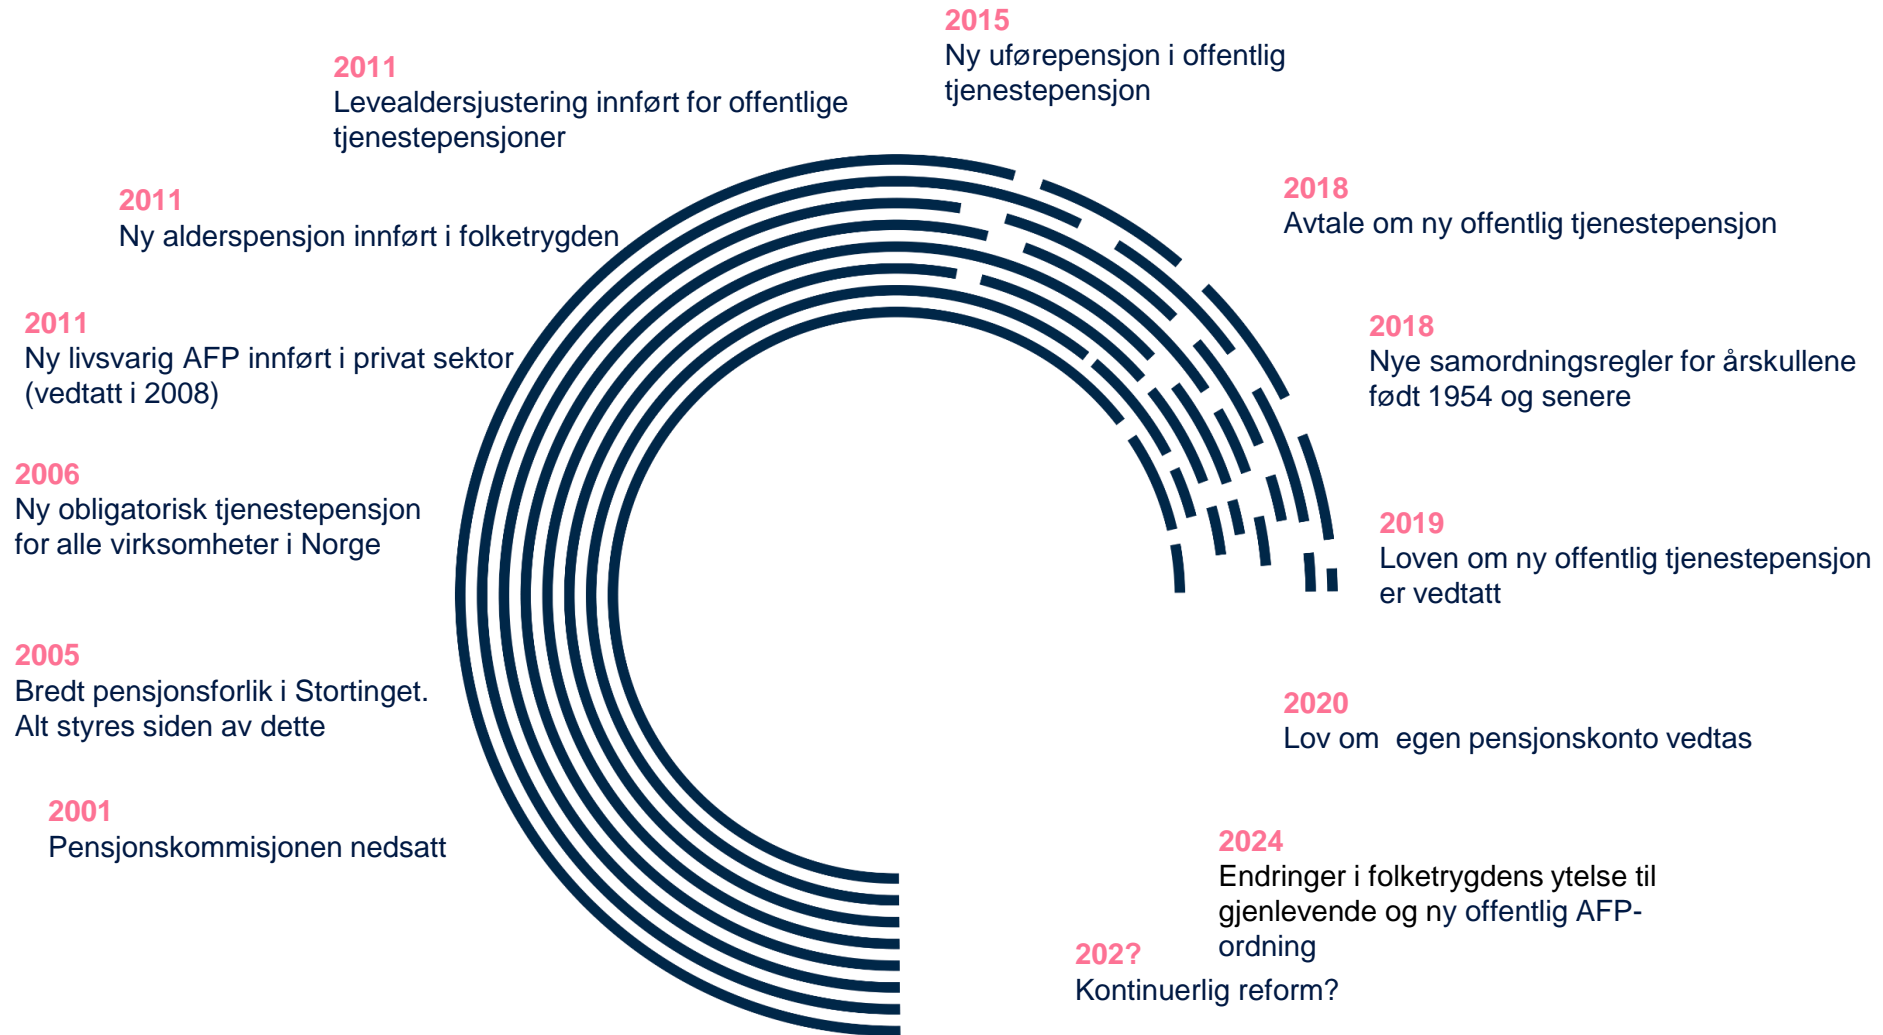 2001
Pensjonskommisjonen nedsatt
2005
Bredt pensjonsforlik i Stortinget.
Alt styres siden av dette
2006
Ny obligatorisk tjenestepensjon
for alle virksomheter i Norge
2011
Ny livsvarig AFP innført i privat sektor
(vedtatt i 2008)
2011
Ny alderspensjon innført i folketrygden
2011
Levealdersjustering innført for offentlige
tjenestepensjoner
2015
Ny uførepensjon i offentlig
tjenestepensjon
2018
Avtale om ny offentlig tjenestepensjon
2018
Nye samordningsregler for årskullene
født 1954 og senere
2019
Loven om ny offentlig tjenestepensjon
er vedtatt
2020
Lov om  egen pensjonskonto vedtas
2024
Endringer i folketrygdens ytelse til
gjenlevende og ny offentlig AFP-
ordning
202?
Kontinuerlig reform?